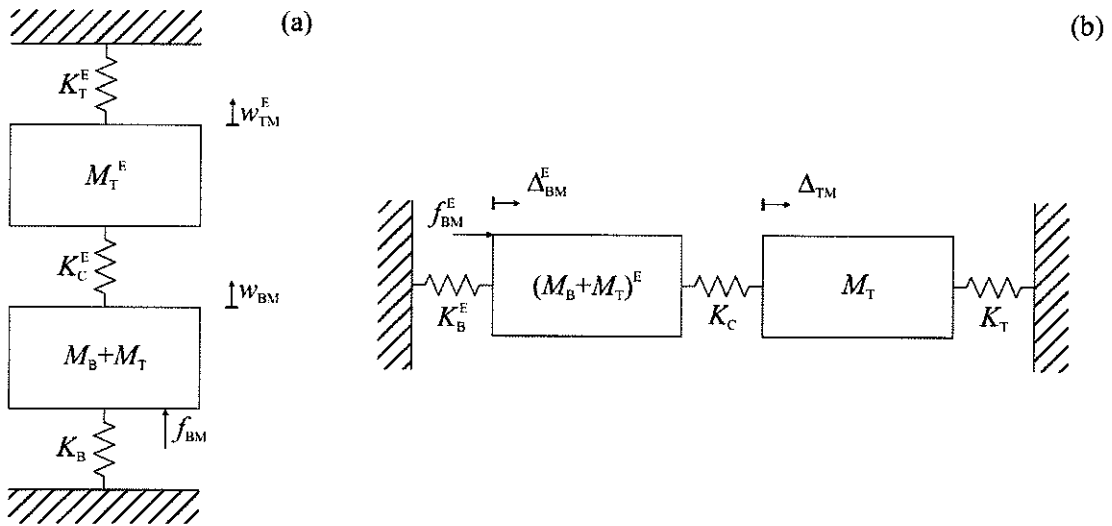 (a)
K_T^E
w_TM^E
M_T^E
K_C^E
w_BM
M_B+M_T
K_B
f_BM
(b)
Δ_BM^E
Δ_TM
f_BM^E
(M_B+M_T)^E
M_T
K_B^E
K_C
K_T